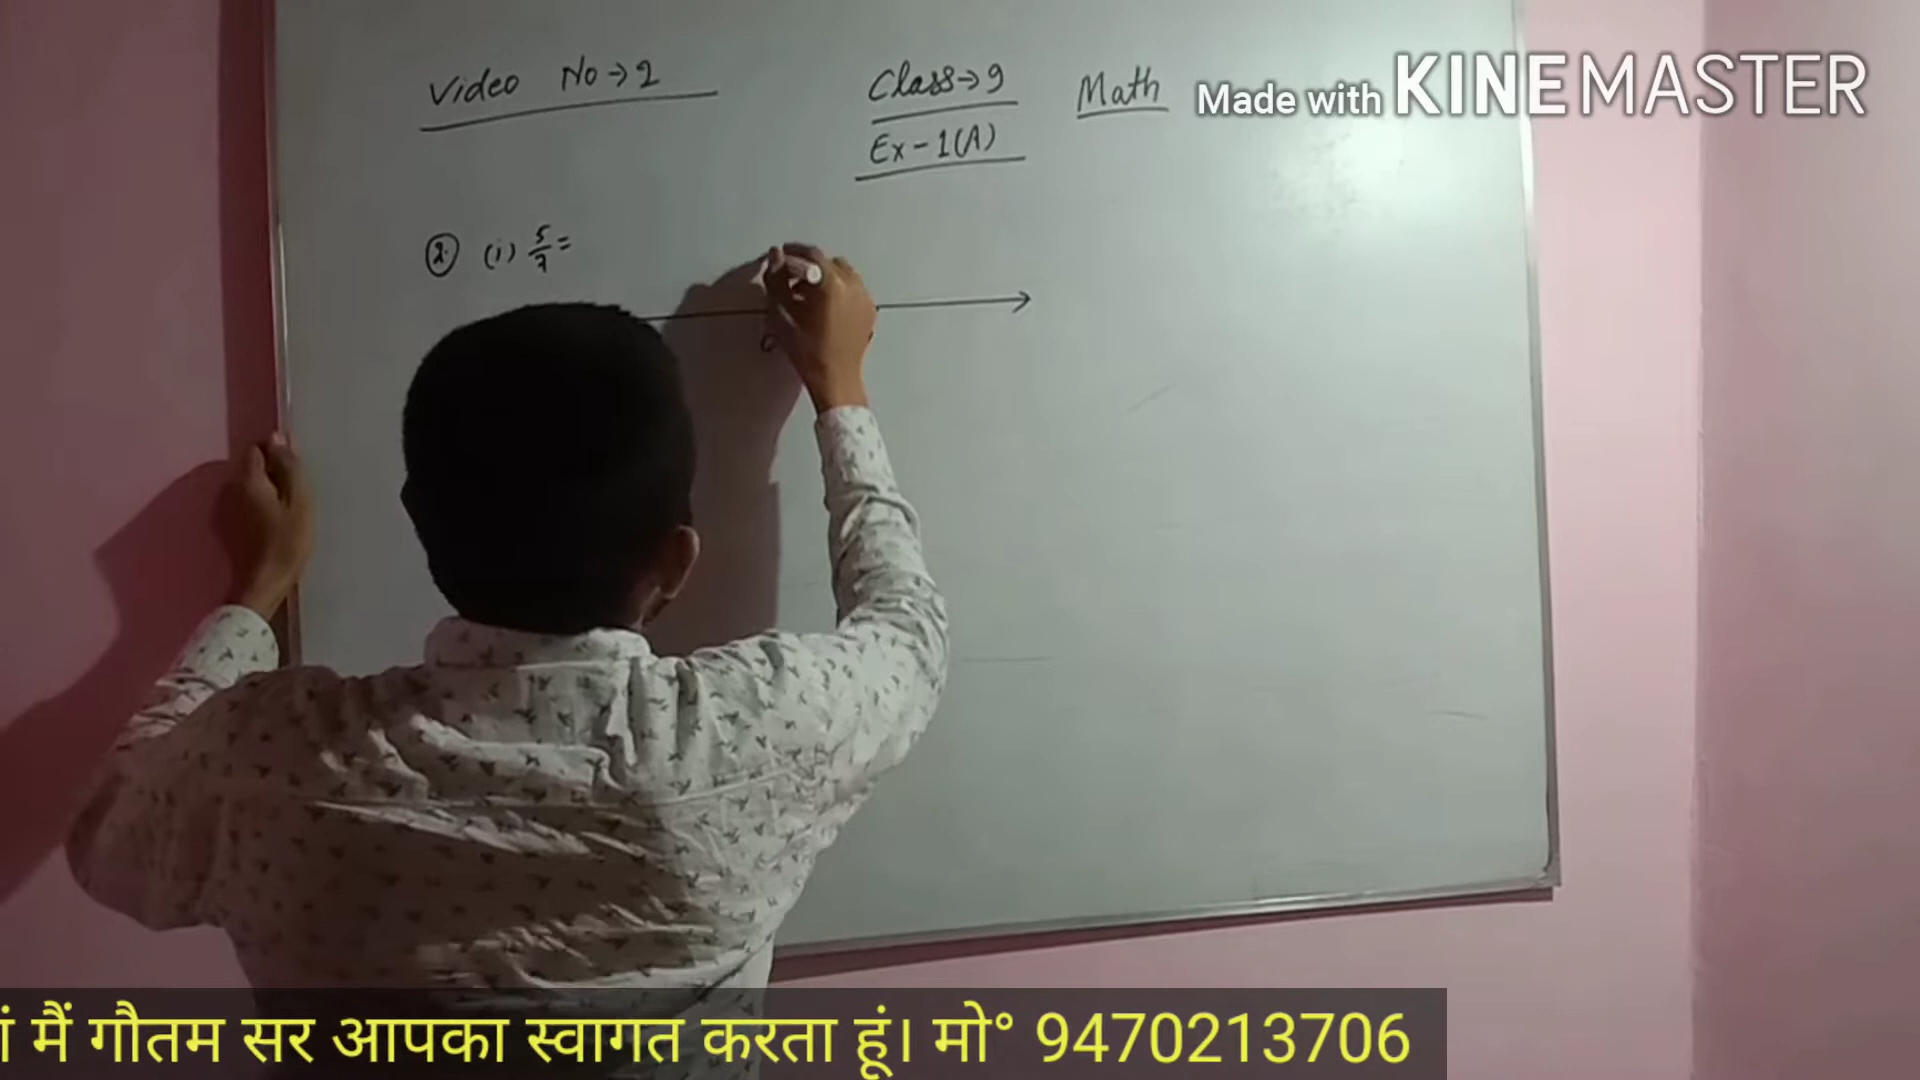 Video No→2 Class→9 Math
Made with KINEMASTER
Ex-1(A)
2. (i) 5/7 =
0
मैं गौतम सर आपका स्वागत करता हूं। मो° 9470213706